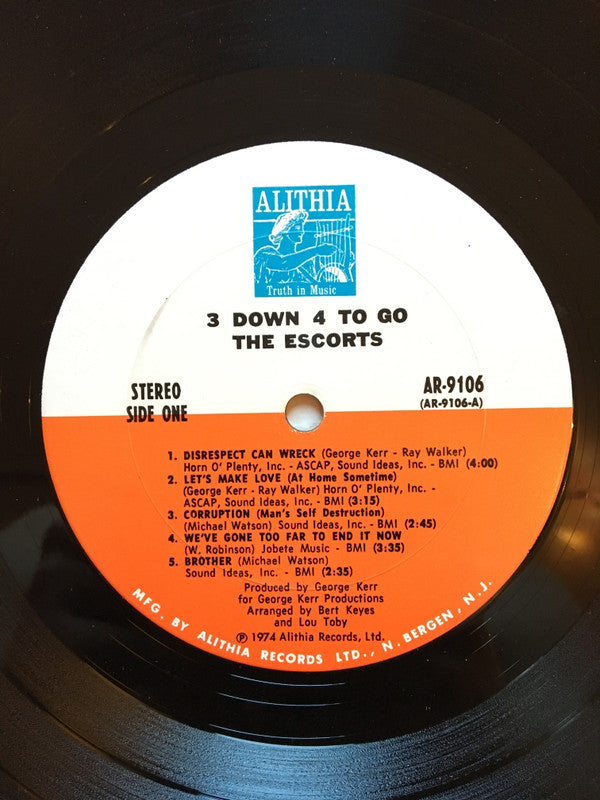 ALITHIA
Truth in Music
3 DOWN 4 TO GO
THE ESCORTS
STEREO
SIDE ONE
AR-9106
(AR-9106-A)
1. DISRESPECT CAN WRECK (George Kerr - Ray Walker)
Horn O' Plenty, Inc. - ASCAP, Sound Ideas, Inc. - BMI (4:00)
2. LET'S MAKE LOVE (At Home Sometime)
(George Kerr - Ray Walker) Horn O' Plenty, Inc. -
ASCAP, Sound Ideas, Inc. - BMI (3:15)
3. CORRUPTION (Man's Self Destruction)
(Michael Watson) Sound Ideas, Inc. - BMI (2:45)
4. WE'VE GONE TOO FAR TO END IT NOW
(W. Robinson) Jobete Music - BMI (3:35)
5. BROTHER (Michael Watson)
Sound Ideas, Inc. - BMI (2:35)
Produced by George Kerr
for George Kerr Productions
Arranged by Bert Keyes
and Lou Toby
℗ 1974 Alithia Records, Ltd.
MFG. BY ALITHIA RECORDS LTD., N. BERGEN, N.J.